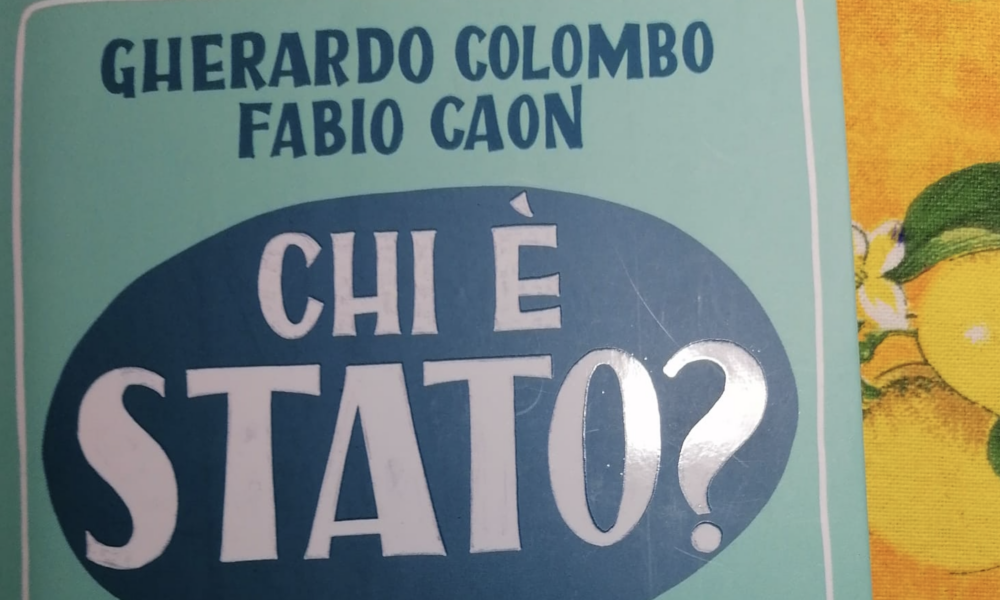 GHERARDO COLOMBO
FABIO CAON
CHI È
STATO?